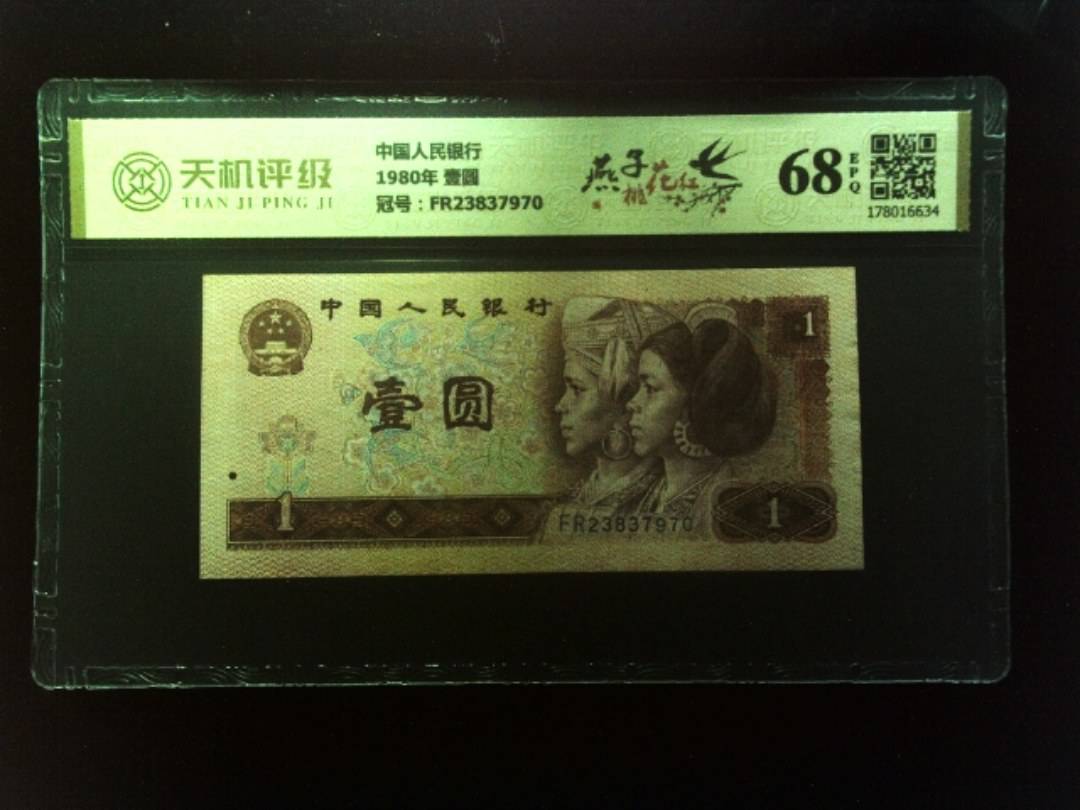 天机评级
TIAN JI PING JI
中国人民银行
1980年 壹圆
冠号：FR23837970
燕子
桃花红
68
EPQ
178016634
中国人民银行
1
壹圆
1
FR23837970
1